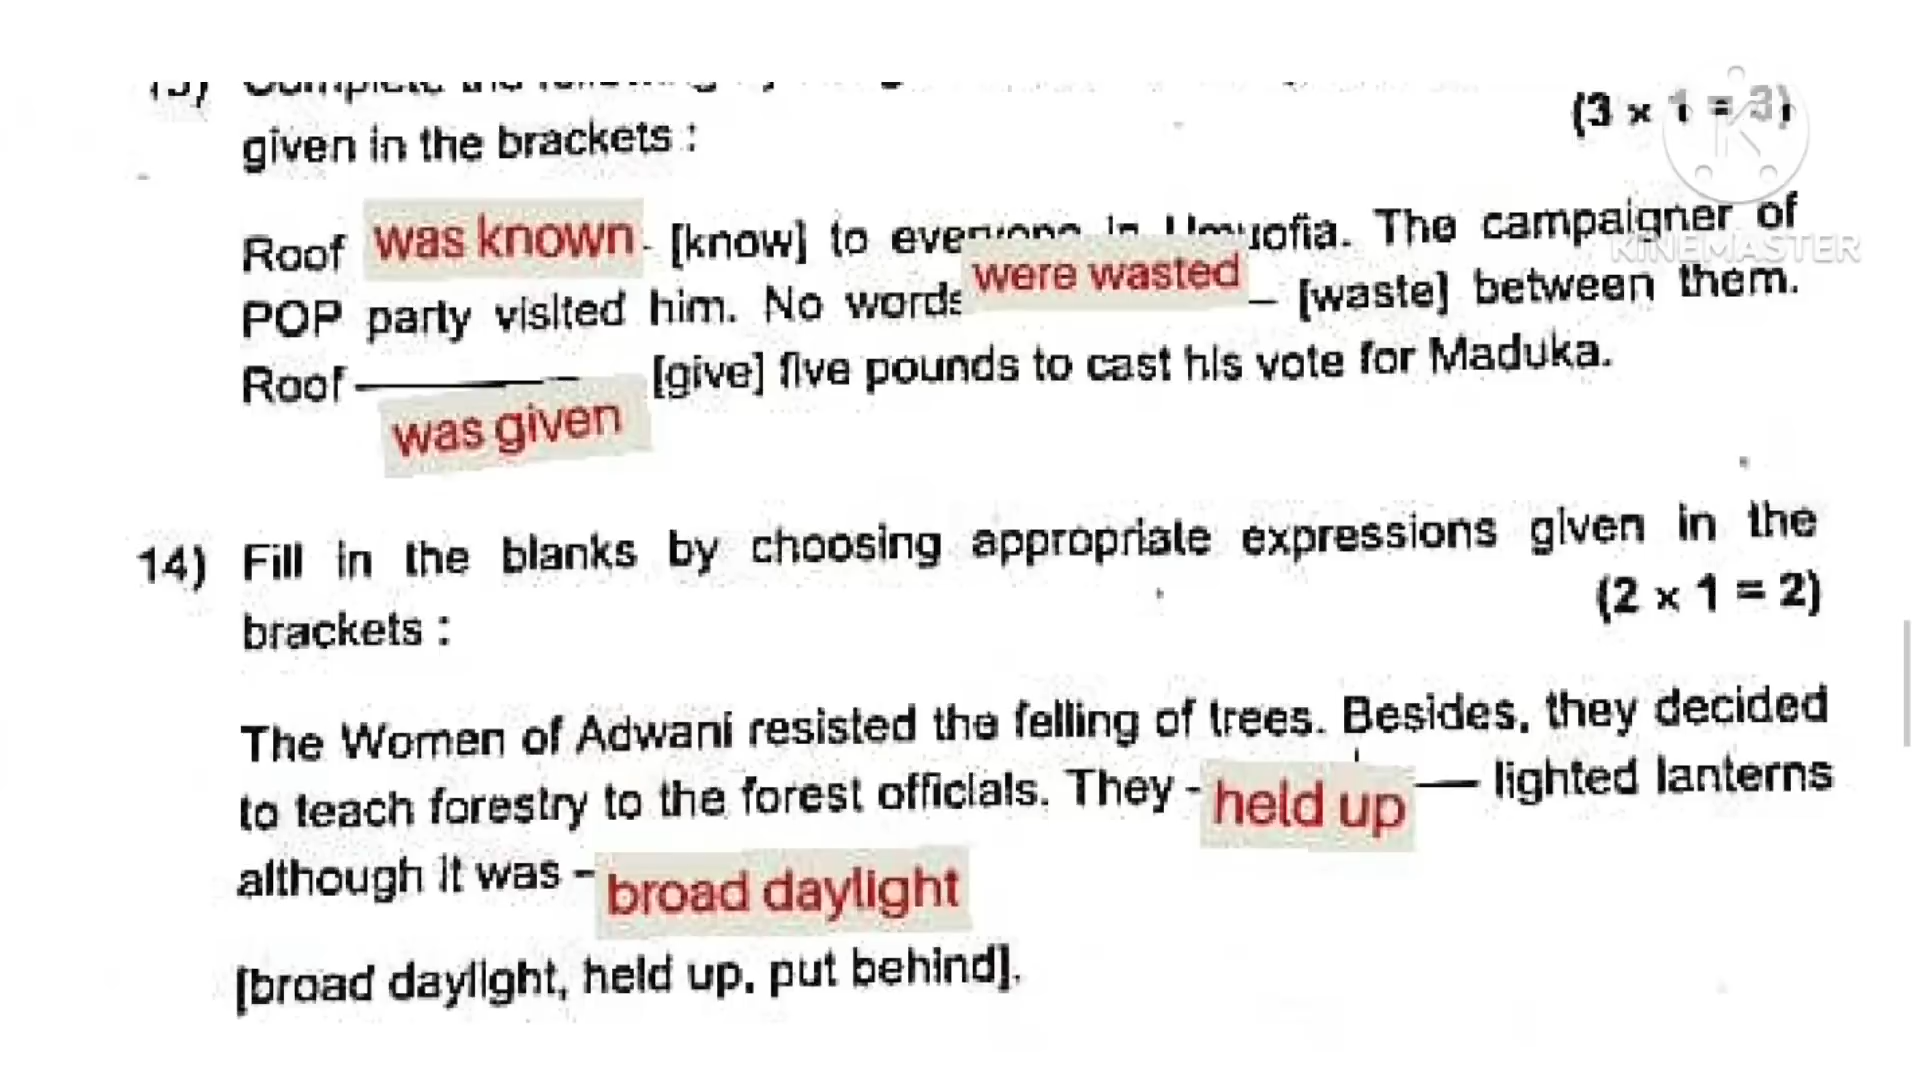 given in the brackets :
(3 × 1 = 3)
Roof was known [know] to everyone in Umuofia. The campaigner of
KINEMASTER
POP party visited him. No words were wasted [waste] between them.
Roof [give] five pounds to cast his vote for Maduka.
was given
14) Fill in the blanks by choosing appropriate expressions given in the
brackets :
(2 × 1 = 2)
The Women of Adwani resisted the felling of trees. Besides, they decided
to teach forestry to the forest officials. They - held up — lighted lanterns
although it was - broad daylight
[broad daylight, held up, put behind].